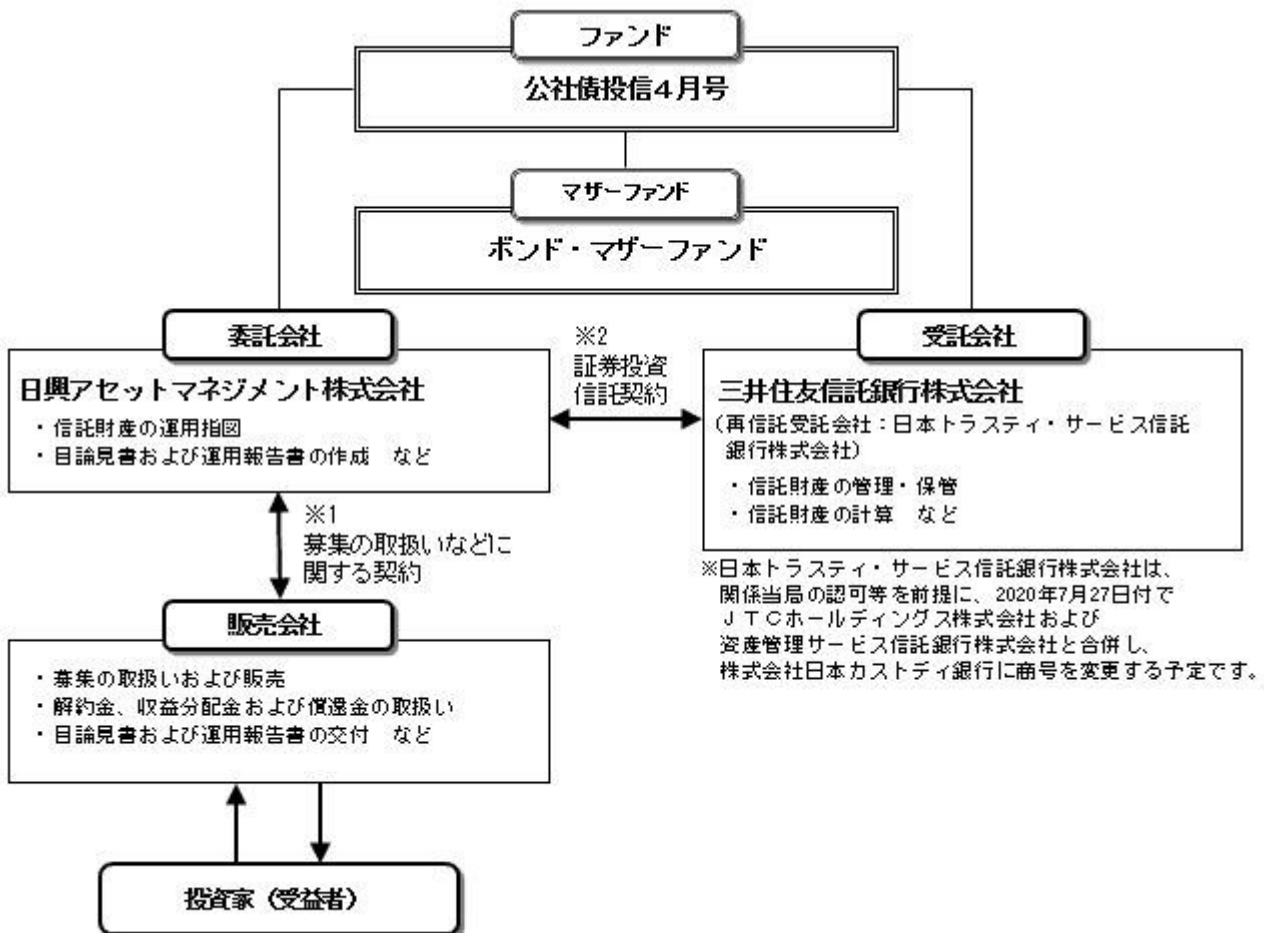 ファンド
公社債投信4月号
マザーファンド
ボンド・マザーファンド
委託会社
日興アセットマネジメント株式会社
・信託財産の運用指図
・目論見書および運用報告書の作成 など
※2
証券投資
信託契約
受託会社
三井住友信託銀行株式会社
(再信託受託会社:日本トラスティ・サービス信託
銀行株式会社)
・信託財産の管理・保管
・信託財産の計算 など
※1
募集の取扱いなどに
関する契約
※日本トラスティ・サービス信託銀行株式会社は、
関係当局の認可等を前提に、2020年7月27日付で
JTCホールディングス株式会社および
資産管理サービス信託銀行株式会社と合併し、
株式会社日本カストディ銀行に商号を変更する予定です。
販売会社
・募集の取扱いおよび販売
・解約金、収益分配金および償還金の取扱い
・目論見書および運用報告書の交付 など
投資家(受益者)